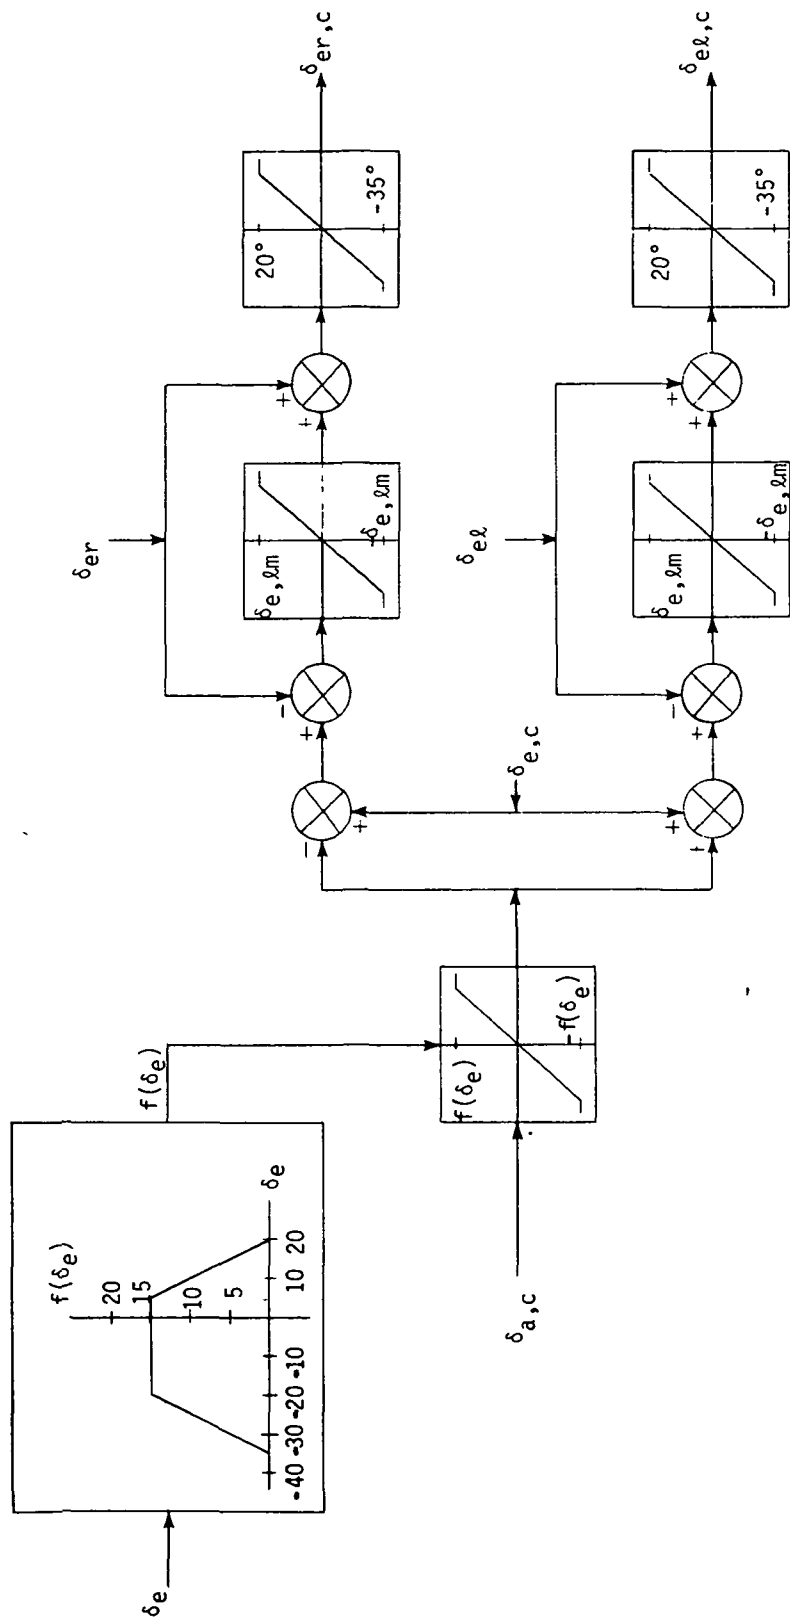 δe
f(δe)
20
15
10
5
-40 -30 -20 -10
10 20
δe
f(δe)
δa,c
f(δe)
-f(δe)
-
+
δe,c
+
+
δer
-
+
δe,ℓm
-δe,ℓm
+
+
20°
-35°
δer,c
δeℓ
-
+
δe,ℓm
-δe,ℓm
+
+
20°
-35°
δeℓ,c